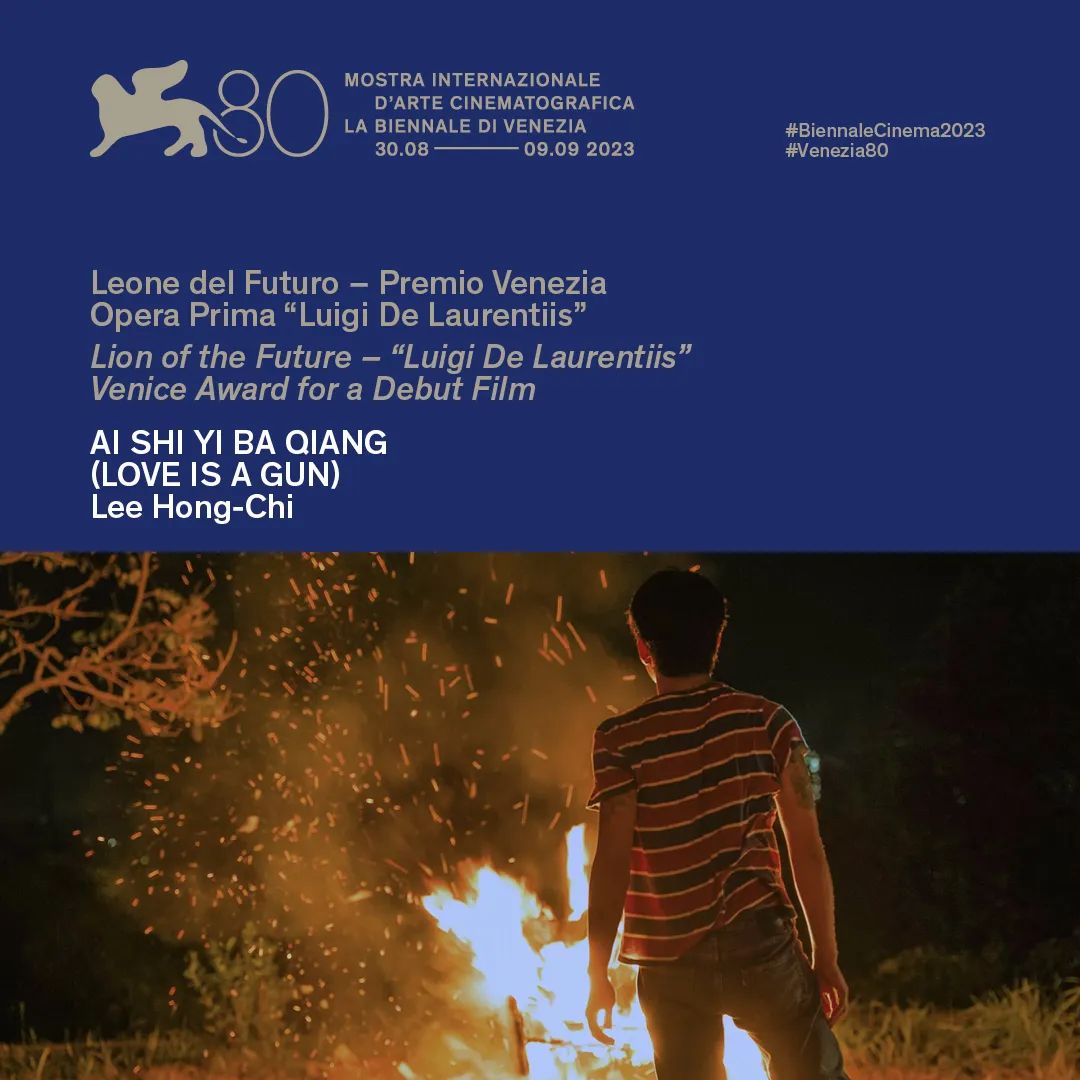 80
MOSTRA INTERNAZIONALE
D'ARTE CINEMATOGRAFICA
LA BIENNALE DI VENEZIA
30.08 — 09.09 2023
#BiennaleCinema2023
#Venezia80
Leone del Futuro – Premio Venezia
Opera Prima “Luigi De Laurentiis”
Lion of the Future – “Luigi De Laurentiis”
Venice Award for a Debut Film
AI SHI YI BA QIANG
(LOVE IS A GUN)
Lee Hong-Chi